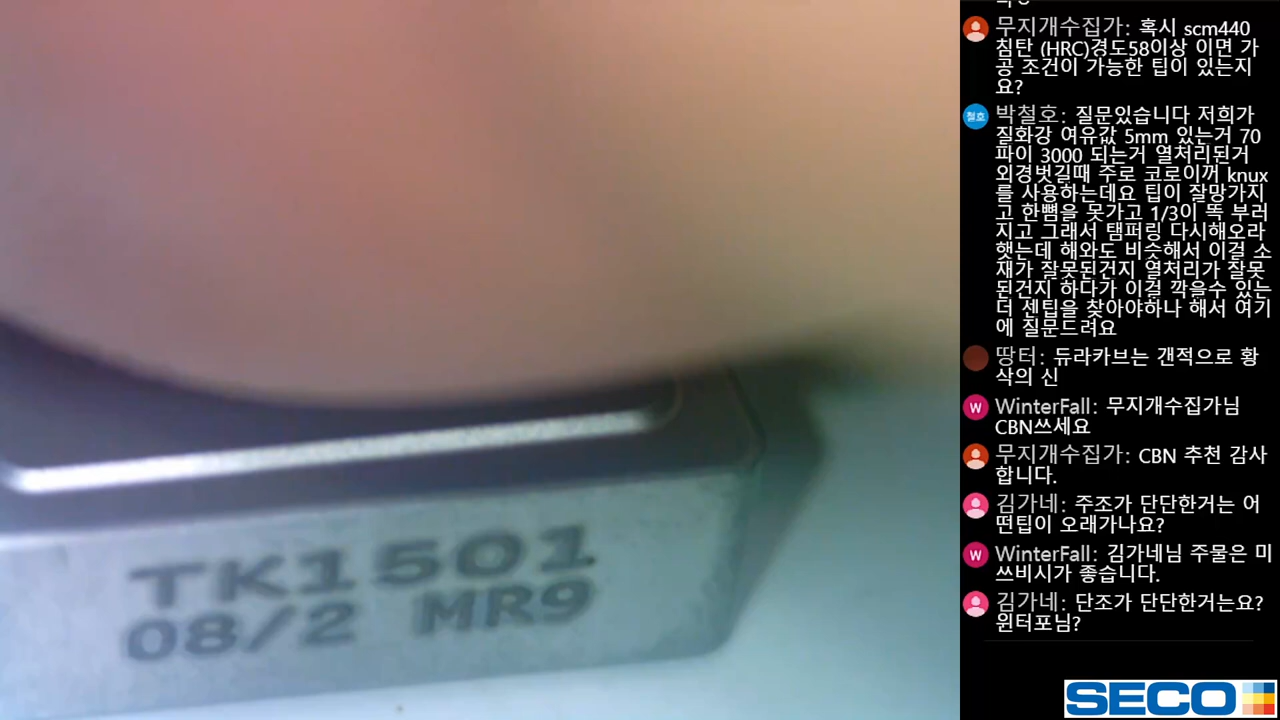 TK1501
08/2 MR9
무지개수집가: 혹시 scm440
침탄 (HRC)경도58이상 이면 가
공 조건이 가능한 팁이 있는지
요?
철호
박철호: 질문있습니다 저희가
질화강 여유값 5mm 있는거 70
파이 3000 되는거 열처리된거
외경벗길때 주로 코로이꺼 knux
를 사용하는데요 팁이 잘망가지
고 한뼘을 못가고 1/3이 똑 부러
지고 그래서 탬퍼링 다시해오라
햇는데 해와도 비슷해서 이걸 소
재가 잘못된건지 열처리가 잘못
된건지 하다가 이걸 깍을수 있는
더 센팁을 찾아야하나 해서 여기
에 질문드려요
땅터: 듀라카브는 갠적으로 황
삭의 신
W
WinterFall: 무지개수집가님
CBN쓰세요
무지개수집가: CBN 추천 감사
합니다.
김가네: 주조가 단단한거는 어
떤팁이 오래가나요?
W
WinterFall: 김가네님 주물은 미
쓰비시가 좋습니다.
김가네: 단조가 단단한거는요?
윈터포님?
SECO